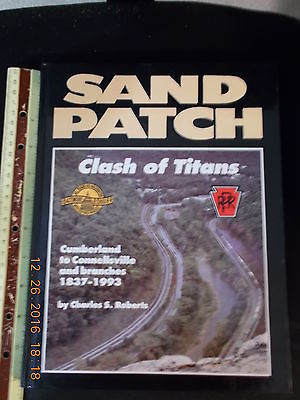 SAND
PATCH
Clash of Titans
PRR
Cumberland
to Connellsville
and branches
1837-1993
by Charles S. Roberts
12.26.2016 18:18